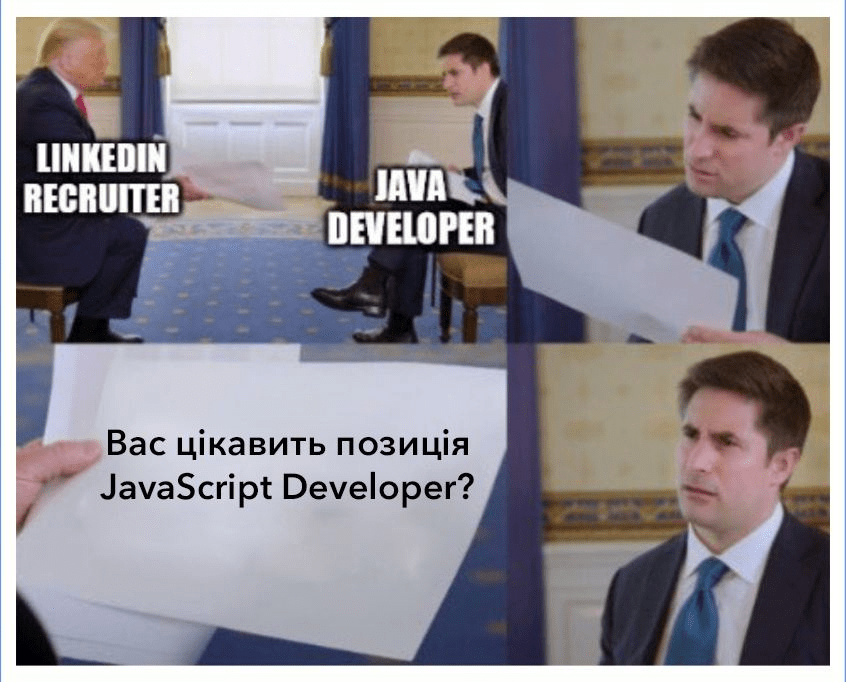 LINKEDIN
RECRUITER
JAVA
DEVELOPER
Вас цікавить позиція
JavaScript Developer?